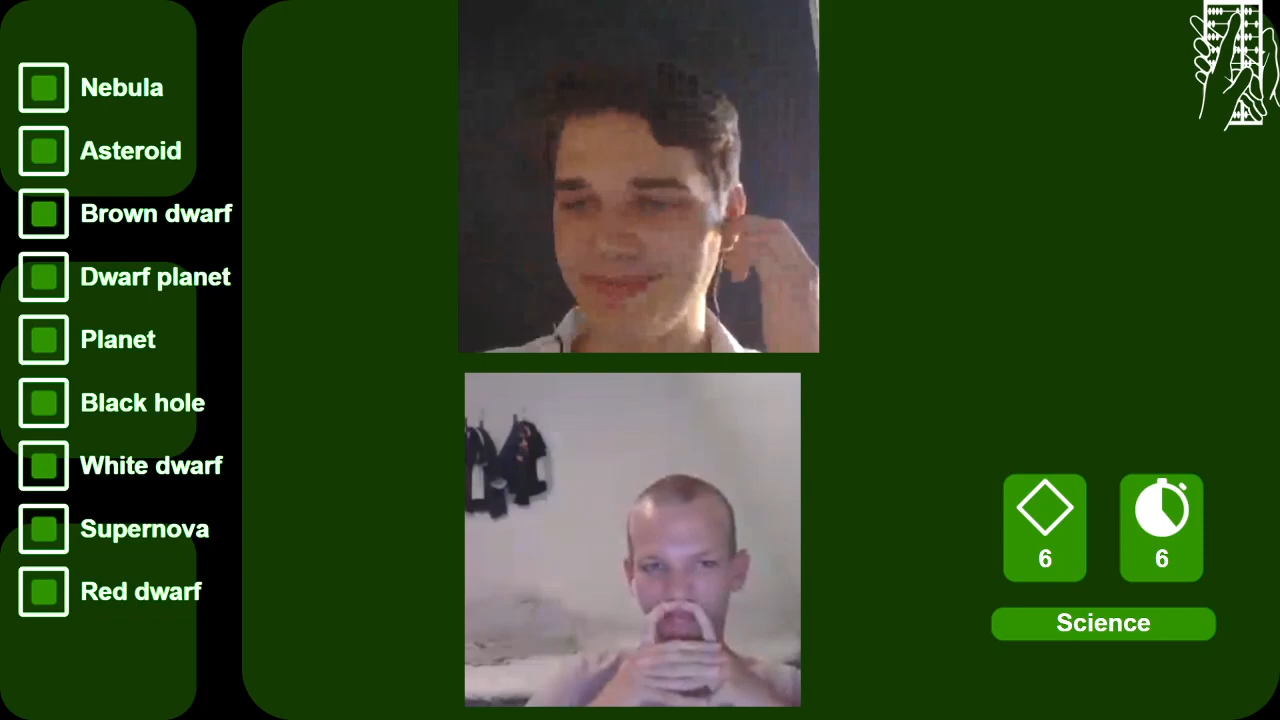 Nebula
Asteroid
Brown dwarf
Dwarf planet
Planet
Black hole
White dwarf
Supernova
Red dwarf
6
6
Science